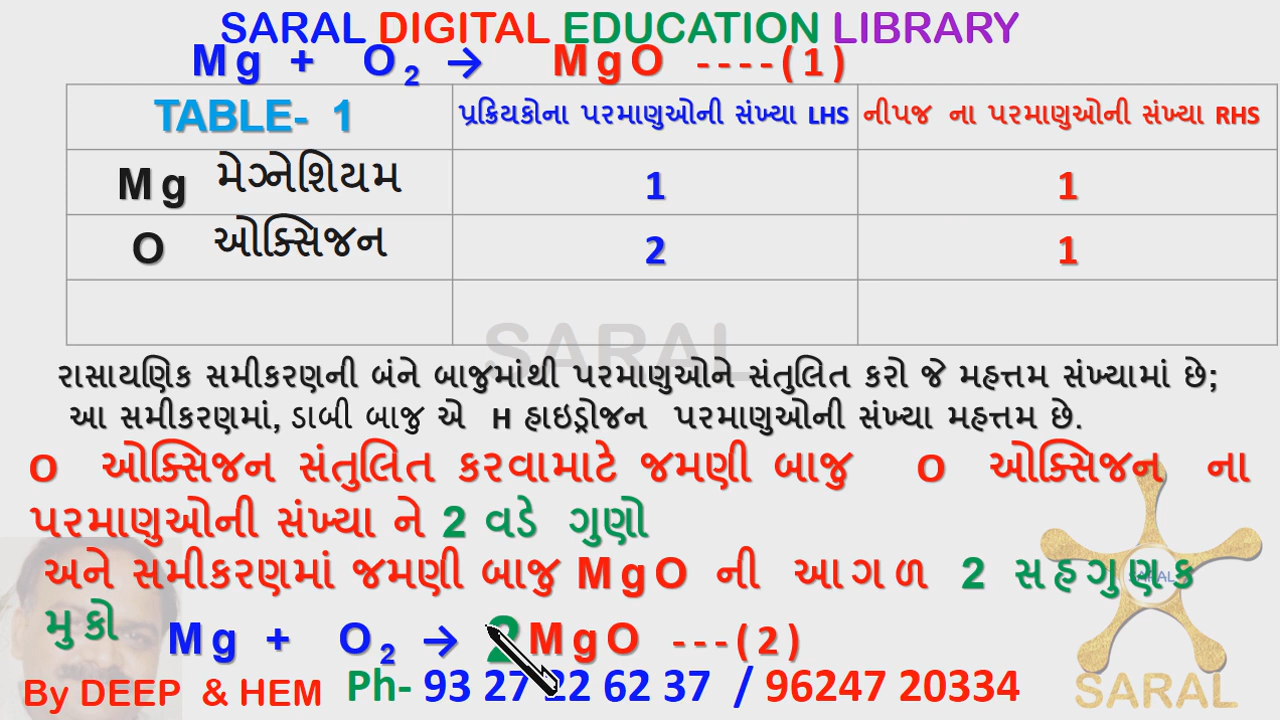 SARAL DIGITAL EDUCATION LIBRARY
Mg + O₂ → MgO ----(1)
TABLE- 1 પ્રક્રિયકોના પરમાણુઓની સંખ્યા LHS નીપજ ના પરમાણુઓની સંખ્યા RHS
Mg મેગ્નેશિયમ 1 1
O ઓક્સિજન 2 1
SARAL
રાસાયણિક સમીકરણની બંને બાજુમાંથી પરમાણુઓને સંતુલિત કરો જે મહત્તમ સંખ્યામાં છે;
આ સમીકરણમાં, ડાબી બાજુ એ H હાઇડ્રોજન પરમાણુઓની સંખ્યા મહત્તમ છે.
O ઓક્સિજન સંતુલિત કરવામાટે જમણી બાજુ O ઓક્સિજન ના
પરમાણુઓની સંખ્યા ને 2 વડે ગુણો
અને સમીકરણમાં જમણી બાજુ MgO ની આગળ 2 સહગુણક
મુકો
Mg + O₂ → 2MgO ---(2)
By DEEP & HEM Ph- 93 27 22 62 37 / 96247 20334
SARAL
SARAL